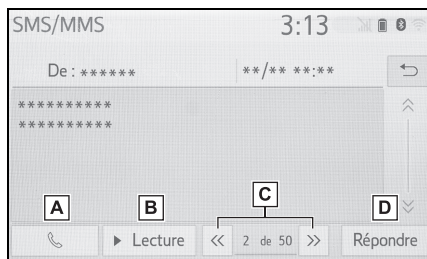 SMS/MMS 3:13
De : ****** **/** **:**
**********
**********
A B C D
Lecture 2 de 50 Répondre